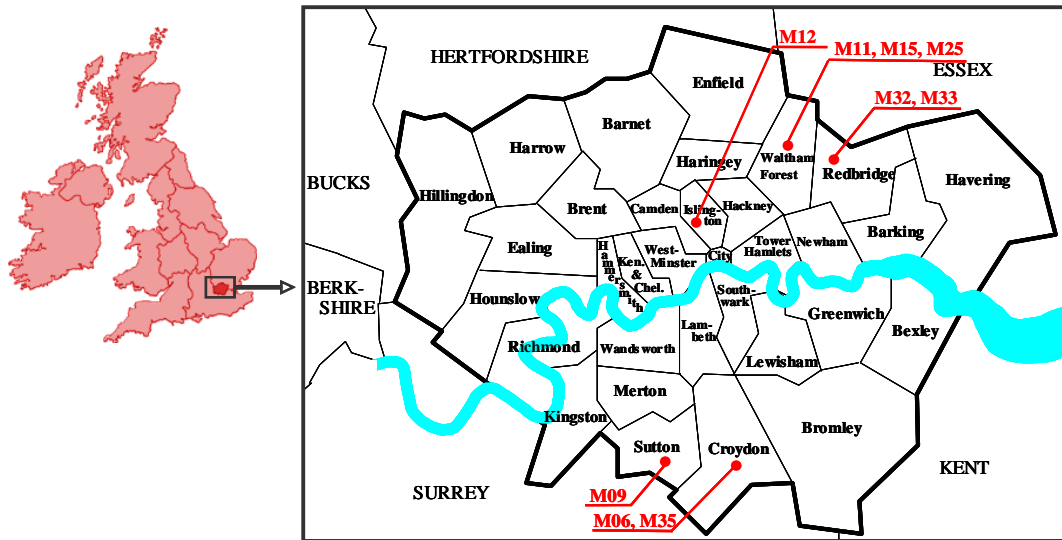 M12
HERTFORDSHIRE
M11, M15, M25
ESSEX
Enfield
M32, M33
Barnet
Harrow
Haringey
Waltham
Forest
Redbridge
Havering
BUCKS
Hillingdon
Brent
Camden
Isling-
ton
Hackney
Ealing
Hammersmith
Ken.
&
Chel.
West-
Minster
City
Tower
Hamlets
Newham
Barking
BERK-
SHIRE
Hounslow
South-
wark
Greenwich
Bexley
Richmond
Wandsworth
Lam-
beth
Lewisham
Merton
Kingston
Bromley
Sutton
Croydon
SURREY
KENT
M09
M06, M35